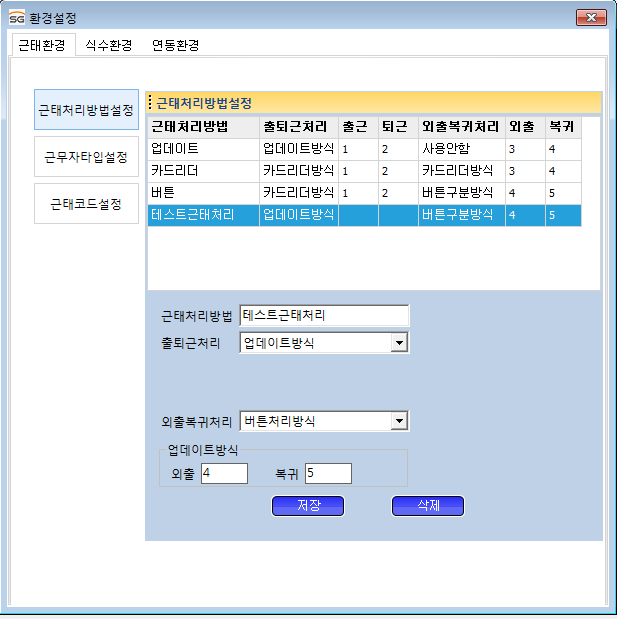 SG 환경설정
근태환경 식수환경 연동환경
근태처리방법설정
근무자타입설정
근태코드설정
근태처리방법설정
근태처리방법 출퇴근처리 출근 퇴근 외출복귀처리 외출 복귀
업데이트 업데이트방식 1 2 사용안함 3 4
카드리더 카드리더방식 1 2 카드리더방식 3 4
버튼 카드리더방식 1 2 버튼구분방식 4 5
테스트근태처리 업데이트방식 버튼구분방식 4 5
근태처리방법 테스트근태처리
출퇴근처리 업데이트방식
외출복귀처리 버튼처리방식
업데이트방식
외출 4 복귀 5
저장 삭제